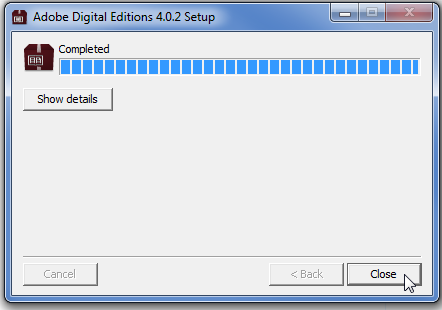 Adobe Digital Editions 4.0.2 Setup
Completed
Show details
Cancel
< Back
Close